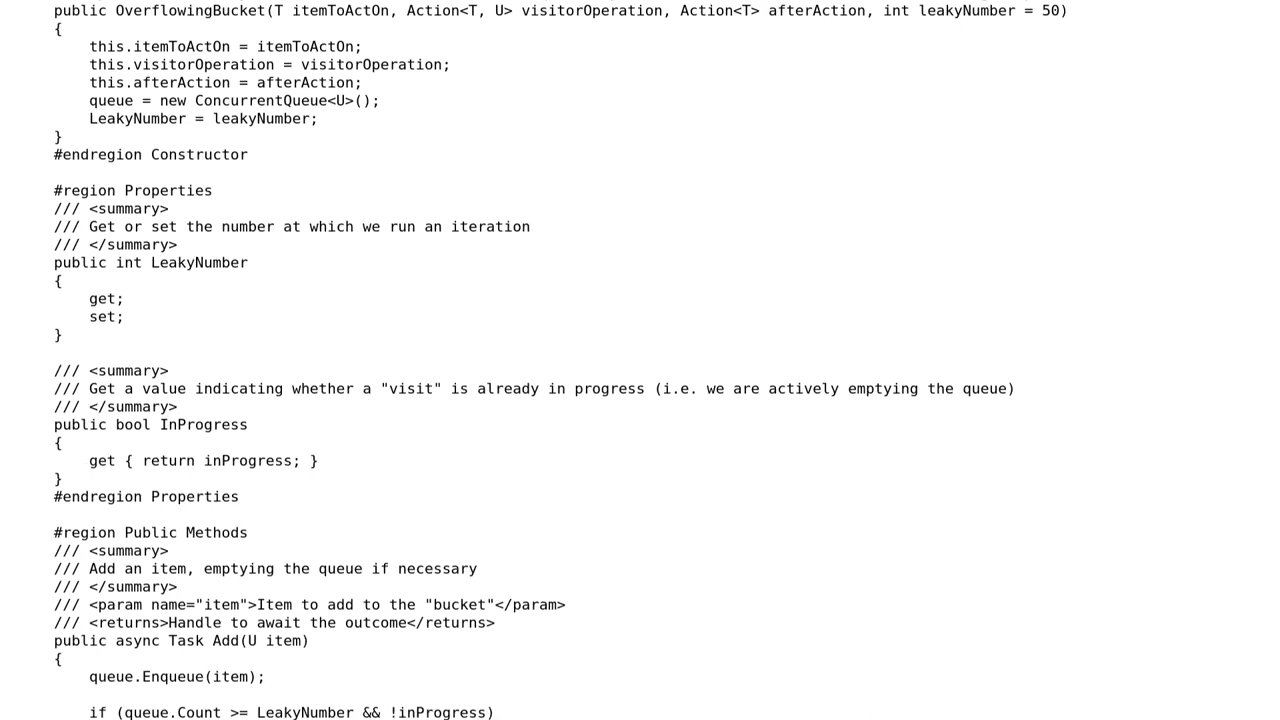 public OverflowingBucket(T itemToActOn, Action<T, U> visitorOperation, Action<T> afterAction, int leakyNumber = 50)
{
    this.itemToActOn = itemToActOn;
    this.visitorOperation = visitorOperation;
    this.afterAction = afterAction;
    queue = new ConcurrentQueue<U>();
    LeakyNumber = leakyNumber;
}
#endregion Constructor

#region Properties
/// <summary>
/// Get or set the number at which we run an iteration
/// </summary>
public int LeakyNumber
{
    get;
    set;
}

/// <summary>
/// Get a value indicating whether a "visit" is already in progress (i.e. we are actively emptying the queue)
/// </summary>
public bool InProgress
{
    get { return inProgress; }
}
#endregion Properties

#region Public Methods
/// <summary>
/// Add an item, emptying the queue if necessary
/// </summary>
/// <param name="item">Item to add to the "bucket"</param>
/// <returns>Handle to await the outcome</returns>
public async Task Add(U item)
{
    queue.Enqueue(item);

    if (queue.Count >= LeakyNumber && !inProgress)